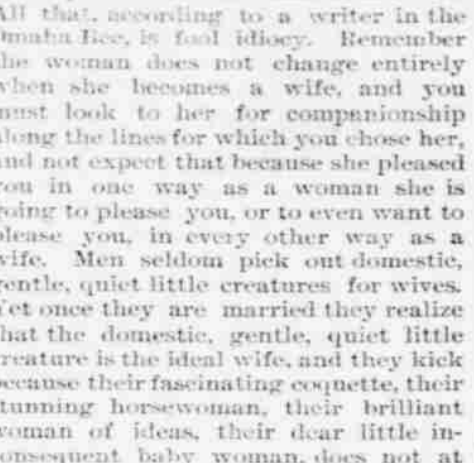 All that, according to a writer in the
Omaha Bee, is fool idiocy. Remember
the woman does not change entirely
when she becomes a wife, and you
must look to her for companionship
along the lines for which you chose her,
and not expect that because she pleased
you in one way as a woman she is
going to please you, or to even want to
please you, in every other way as a
wife. Men seldom pick out domestic,
gentle, quiet little creatures for wives.
Yet once they are married they realize
that the domestic, gentle, quiet little
creature is the ideal wife, and they kick
because their fascinating coquette, their
stunning horsewoman, their brilliant
woman of ideas, their dear little in-
consequent baby woman, does not at